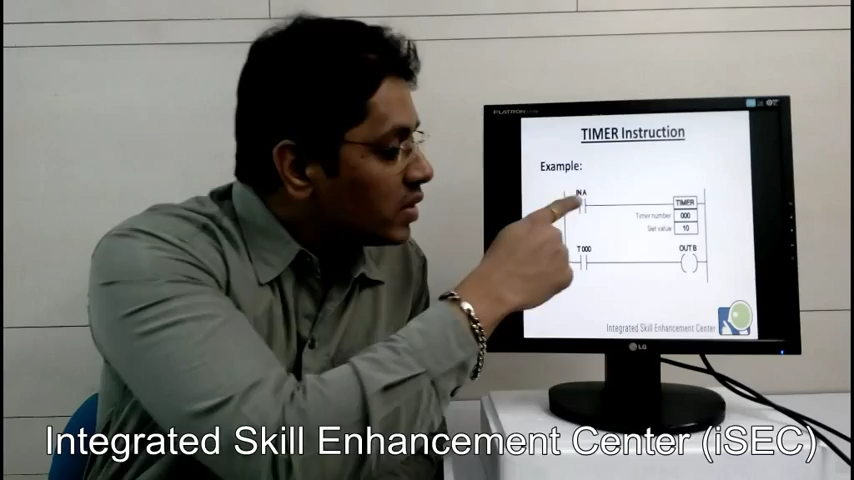 FLATRON
TIMER Instruction
Example:
IN A
TIMER
Timer number
000
Set value
10
T 000
OUT B
Integrated Skill Enhancement Center
LG
Integrated Skill Enhancement Center (iSEC)